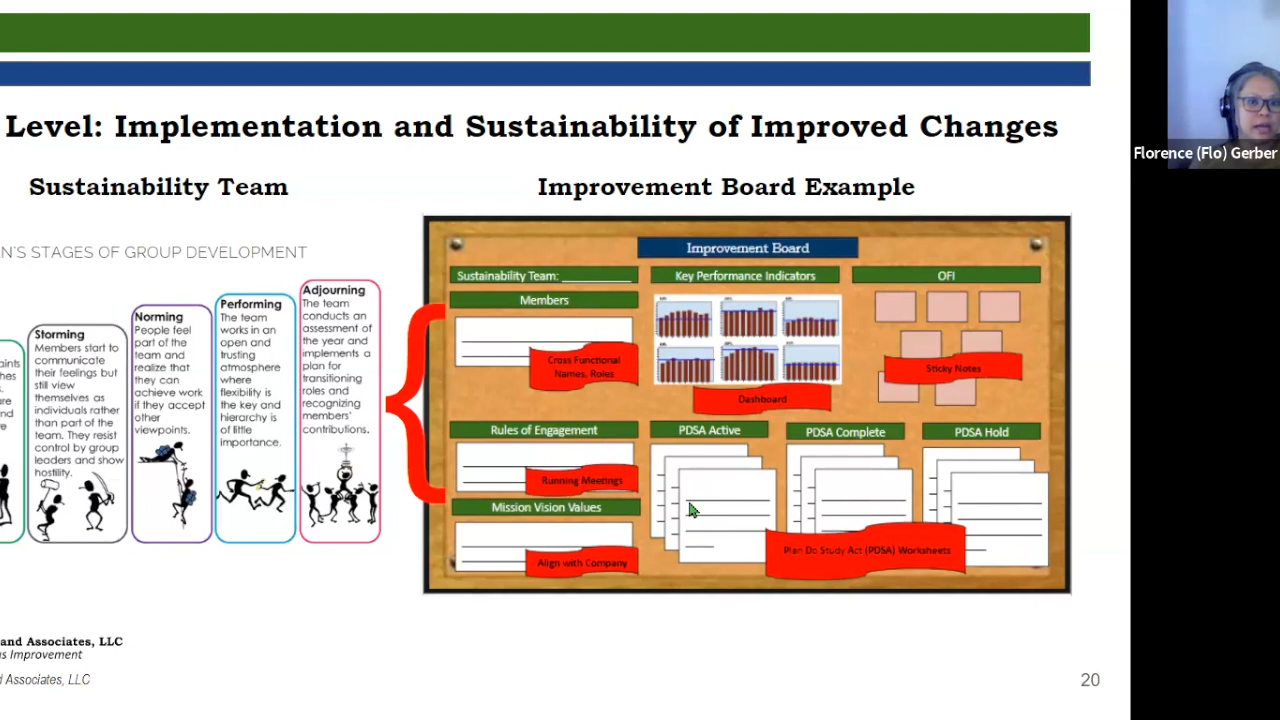 Level: Implementation and Sustainability of Improved Changes
Sustainability Team
Improvement Board Example
N'S STAGES OF GROUP DEVELOPMENT
Storming
Members start to
communicate
their feelings but
still view
themselves as
individuals rather
than part of the
team. They resist
control by group
leaders and show
hostility.
Norming
People feel
part of the
team and
realize that
they can
achieve work
if they accept
other
viewpoints.
Performing
The team
works in an
open and
trusting
atmosphere
where
flexibility is
the key and
hierarchy is
of little
importance.
Adjourning
The team
conducts an
assessment of
the year and
implements a
plan for
transitioning
roles and
recognizing
members'
contributions.
Improvement Board
Sustainability Team: ___________
Key Performance Indicators
OFI
Members
Cross Functional
Names, Roles
Dashboard
Sticky Notes
Rules of Engagement
Running Meetings
Mission Vision Values
Align with Company
PDSA Active
PDSA Complete
PDSA Hold
Plan Do Study Act (PDSA) Worksheets
and Associates, LLC
us Improvement
d Associates, LLC
20
Florence (Flo) Gerber